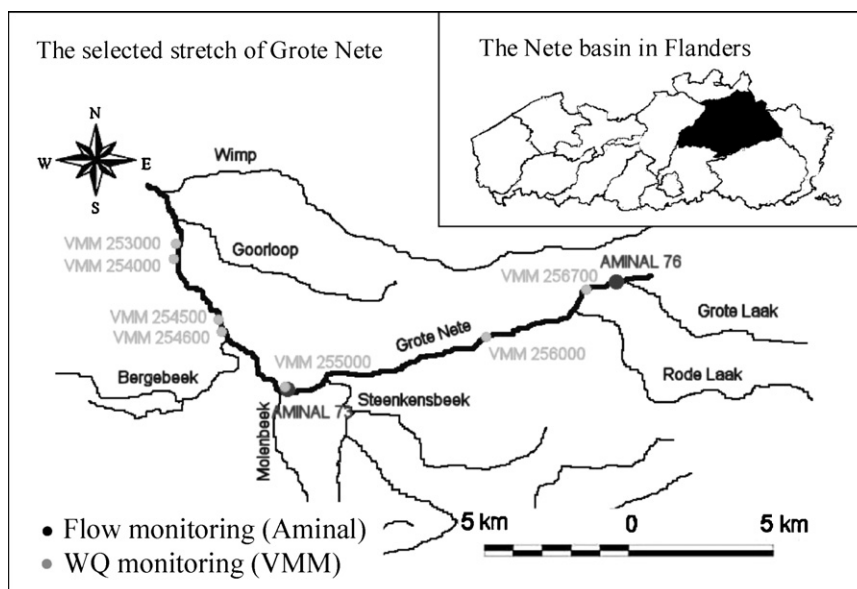 The selected stretch of Grote Nete
The Nete basin in Flanders
N
W E
S
Wimp
VMM 253000
Goorloop
VMM 254000
VMM 256700
AMINAL 76
VMM 254500
VMM 254600
Grote Laak
Grote Nete
VMM 255000
VMM 256000
Bergebeek
Rode Laak
AMINAL 73
Steenkensbeek
Molenbeek
5 km 0 5 km
Flow monitoring (Aminal)
WQ monitoring (VMM)